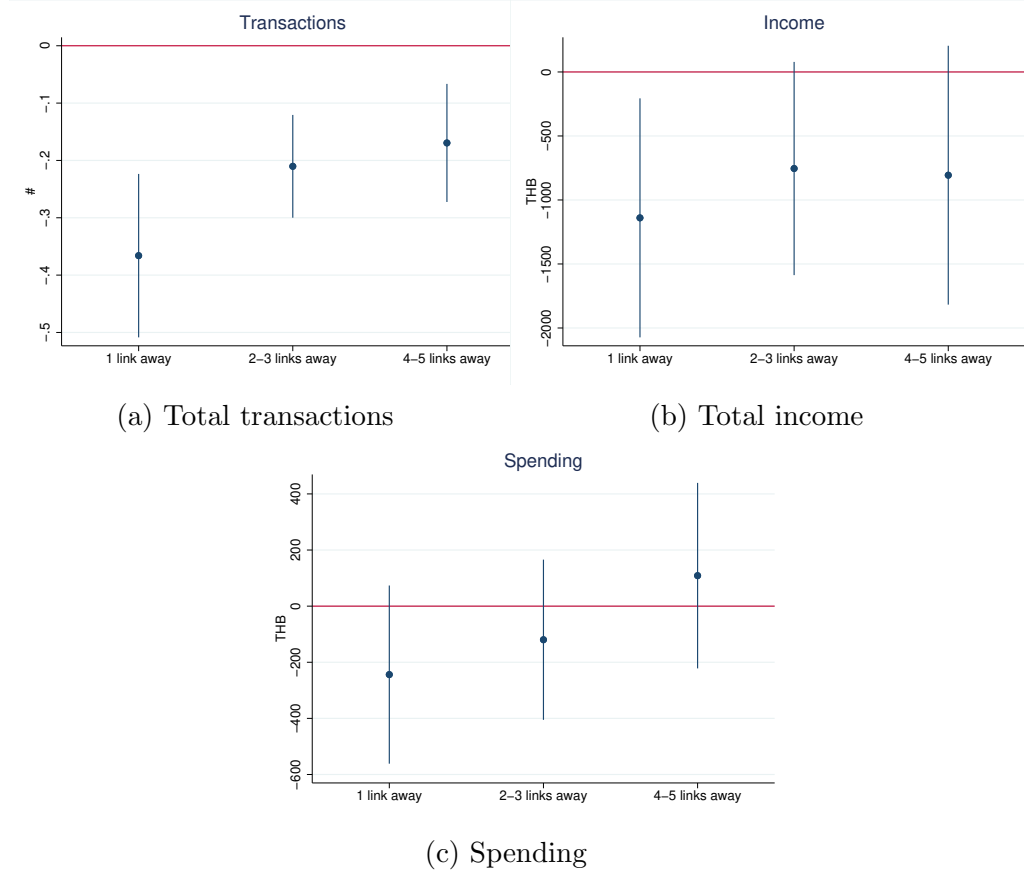 Transactions
#
0
−.1
−.2
−.3
−.4
−.5
1 link away 2−3 links away 4−5 links away
(a) Total transactions
Income
THB
0
−500
−1000
−1500
−2000
1 link away 2−3 links away 4−5 links away
(b) Total income
Spending
THB
400
200
0
−200
−400
−600
1 link away 2−3 links away 4−5 links away
(c) Spending